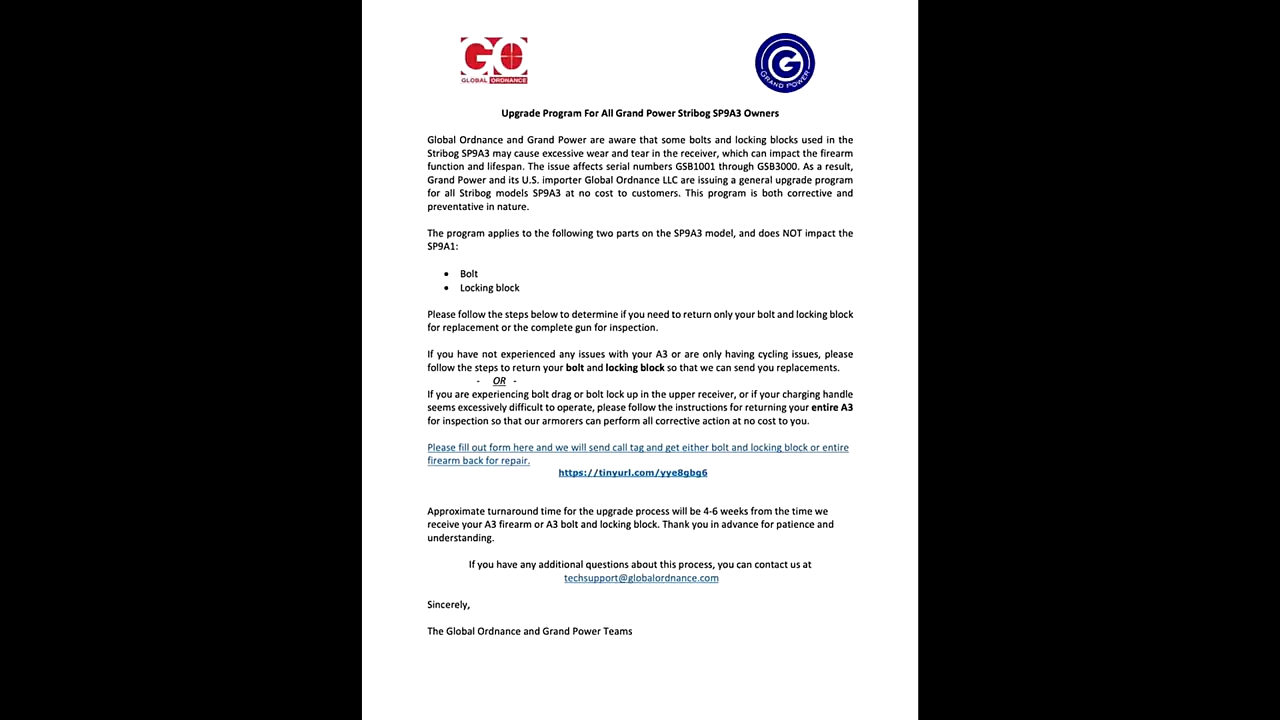 GO
GLOBAL ORDNANCE
G
GRAND POWER
Upgrade Program For All Grand Power Stribog SP9A3 Owners
Global Ordnance and Grand Power are aware that some bolts and locking blocks used in the
Stribog SP9A3 may cause excessive wear and tear in the receiver, which can impact the firearm
function and lifespan. The issue affects serial numbers GSB1001 through GSB3000. As a result,
Grand Power and its U.S. importer Global Ordnance LLC are issuing a general upgrade program
for all Stribog models SP9A3 at no cost to customers. This program is both corrective and
preventative in nature.
The program applies to the following two parts on the SP9A3 model, and does NOT impact the
SP9A1:
• Bolt
• Locking block
Please follow the steps below to determine if you need to return only your bolt and locking block
for replacement or the complete gun for inspection.
If you have not experienced any issues with your A3 or are only having cycling issues, please
follow the steps to return your bolt and locking block so that we can send you replacements.
- OR -
If you are experiencing bolt drag or bolt lock up in the upper receiver, or if your charging handle
seems excessively difficult to operate, please follow the instructions for returning your entire A3
for inspection so that our armorers can perform all corrective action at no cost to you.
Please fill out form here and we will send call tag and get either bolt and locking block or entire
firearm back for repair.
https://tinyurl.com/yye8gbg6
Approximate turnaround time for the upgrade process will be 4-6 weeks from the time we
receive your A3 firearm or A3 bolt and locking block. Thank you in advance for patience and
understanding.
If you have any additional questions about this process, you can contact us at
techsupport@globalordnance.com
Sincerely,
The Global Ordnance and Grand Power Teams